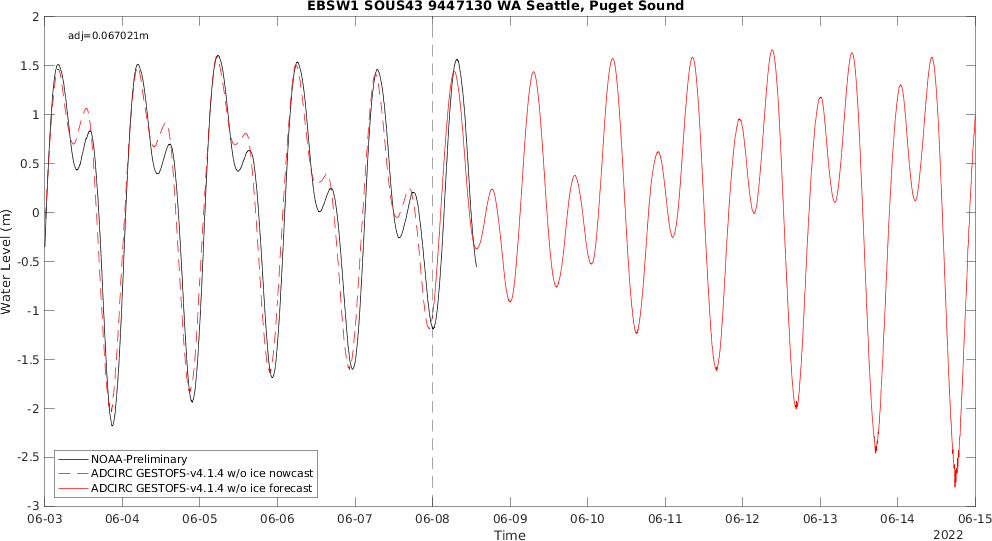 EBSW1 SOUS43 9447130 WA Seattle, Puget Sound
adj=0.067021m
2
1.5
1
0.5
0
-0.5
-1
-1.5
-2
-2.5
-3
Water Level (m)
NOAA-Preliminary
ADCIRC GESTOFS-v4.1.4 w/o ice nowcast
ADCIRC GESTOFS-v4.1.4 w/o ice forecast
06-03 06-04 06-05 06-06 06-07 06-08 06-09 06-10 06-11 06-12 06-13 06-14 06-15
Time
2022